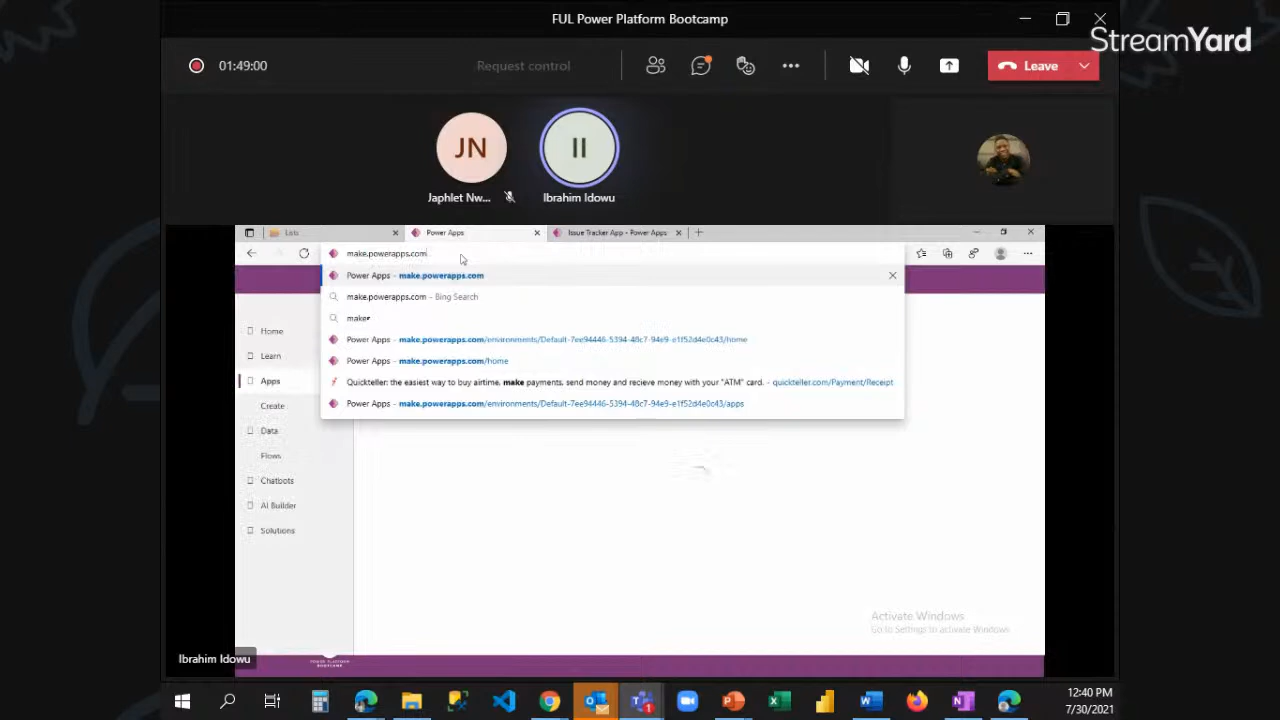 FUL Power Platform Bootcamp
StreamYard
01:49:00
Request control
Leave
JN
II
Japhlet Nw...
Ibrahim Idowu
Lists
Power Apps
Issue Tracker App - Power Apps
make.powerapps.com
Power Apps - make.powerapps.com
make.powerapps.com - Bing Search
make
Power Apps - make.powerapps.com/environments/Default-7ee94446-5394-48c7-94e9-e1f52d4e0c43/home
Power Apps - make.powerapps.com/home
Quickteller: the easiest way to buy airtime, make payments, send money and recieve money with your "ATM" card. - quickteller.com/Payment/Receipt
Power Apps - make.powerapps.com/environments/Default-7ee94446-5394-48c7-94e9-e1f52d4e0c43/apps
Home
Learn
Apps
Create
Data
Flows
Chatbots
AI Builder
Solutions
Activate Windows
Go to Settings to activate Windows
Ibrahim Idowu
POWER PLATFORM
BOOTCAMP
12:40 PM
7/30/2021